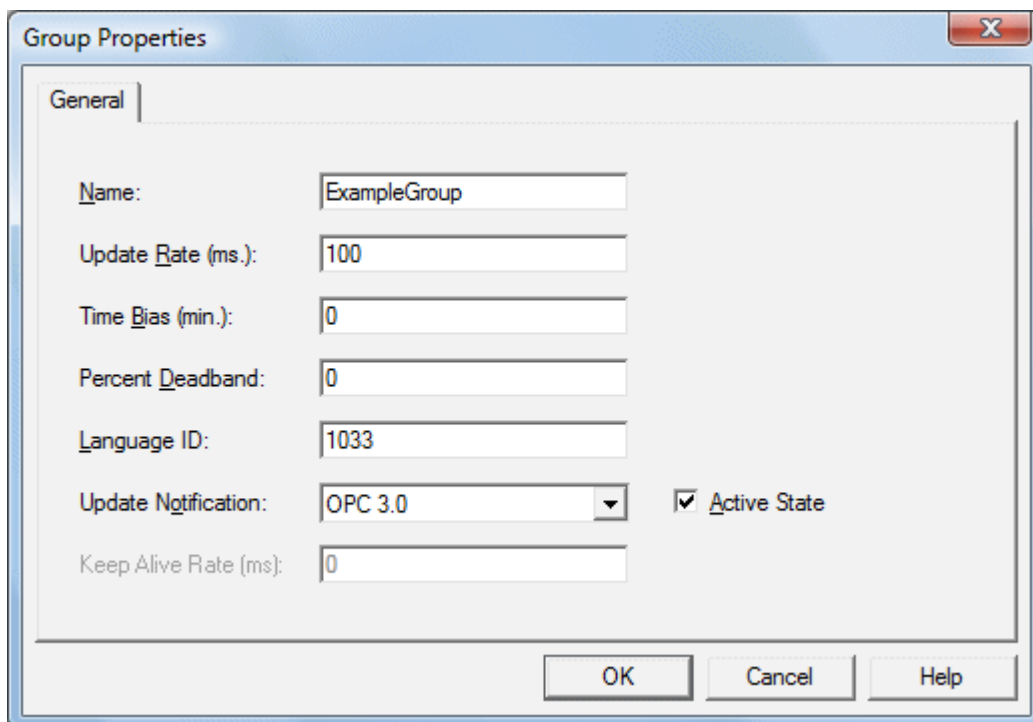 Group Properties
General
Name: ExampleGroup
Update Rate (ms.): 100
Time Bias (min.): 0
Percent Deadband: 0
Language ID: 1033
Update Notification: OPC 3.0 Active State
Keep Alive Rate (ms): 0
OK Cancel Help